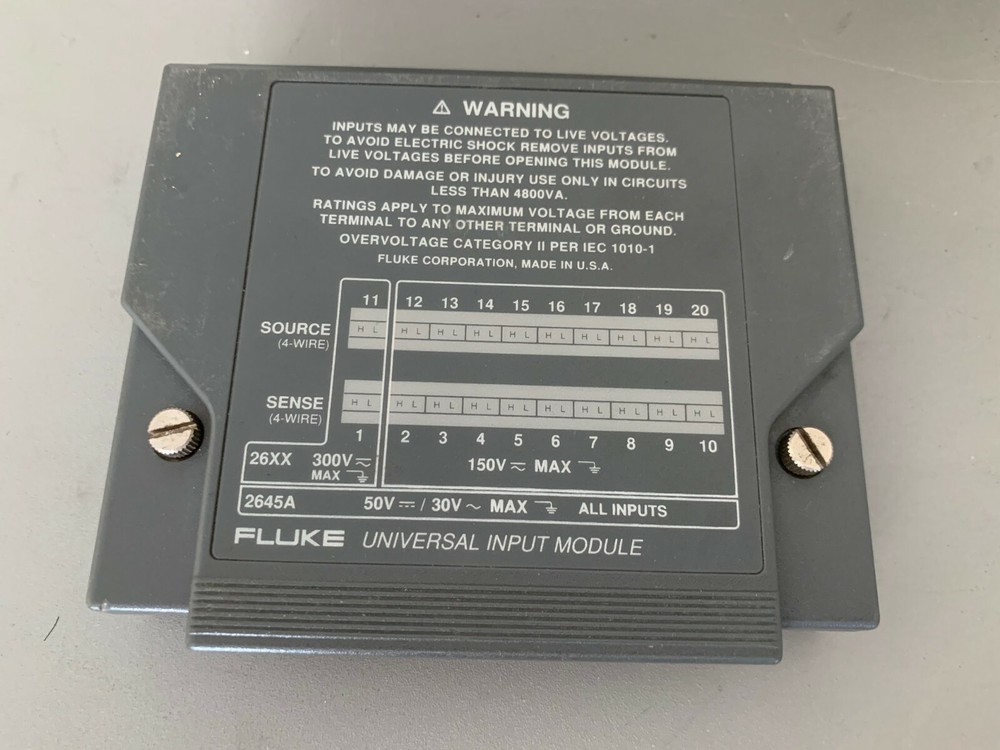 ⚠ WARNING
INPUTS MAY BE CONNECTED TO LIVE VOLTAGES.
TO AVOID ELECTRIC SHOCK REMOVE INPUTS FROM
LIVE VOLTAGES BEFORE OPENING THIS MODULE.
TO AVOID DAMAGE OR INJURY USE ONLY IN CIRCUITS
LESS THAN 4800VA.
RATINGS APPLY TO MAXIMUM VOLTAGE FROM EACH
TERMINAL TO ANY OTHER TERMINAL OR GROUND.
OVERVOLTAGE CATEGORY II PER IEC 1010-1
FLUKE CORPORATION, MADE IN U.S.A.
11 12 13 14 15 16 17 18 19 20
SOURCE H L H L H L H L H L H L H L H L H L H L
(4-WIRE)
SENSE H L H L H L H L H L H L H L H L H L H L
(4-WIRE)
1 2 3 4 5 6 7 8 9 10
26XX 300V MAX
150V MAX
2645A 50V / 30V ~ MAX ALL INPUTS
FLUKE UNIVERSAL INPUT MODULE